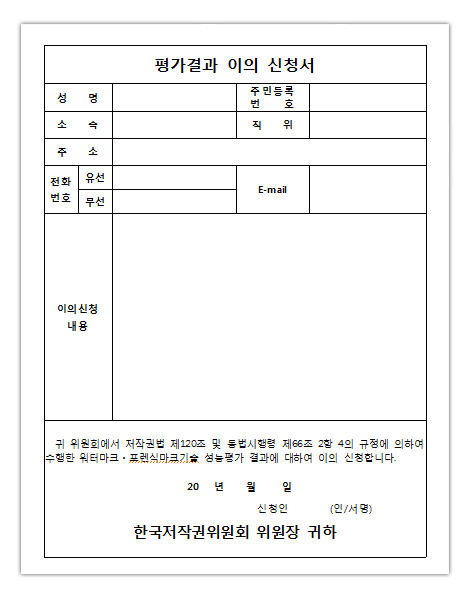 평가결과 이의 신청서
성 명
주민등록
번 호
소 속
직 위
주 소
전화
번호
유선
무선
E-mail
이의신청
내용
귀 위원회에서 저작권법 제120조 및 동법시행령 제66조 2항 4의 규정에 의하여
수행한 워터마크·포렌식마크기술 성능평가 결과에 대하여 이의 신청합니다.
20 년 월 일
신청인 (인/서명)
한국저작권위원회 위원장 귀하